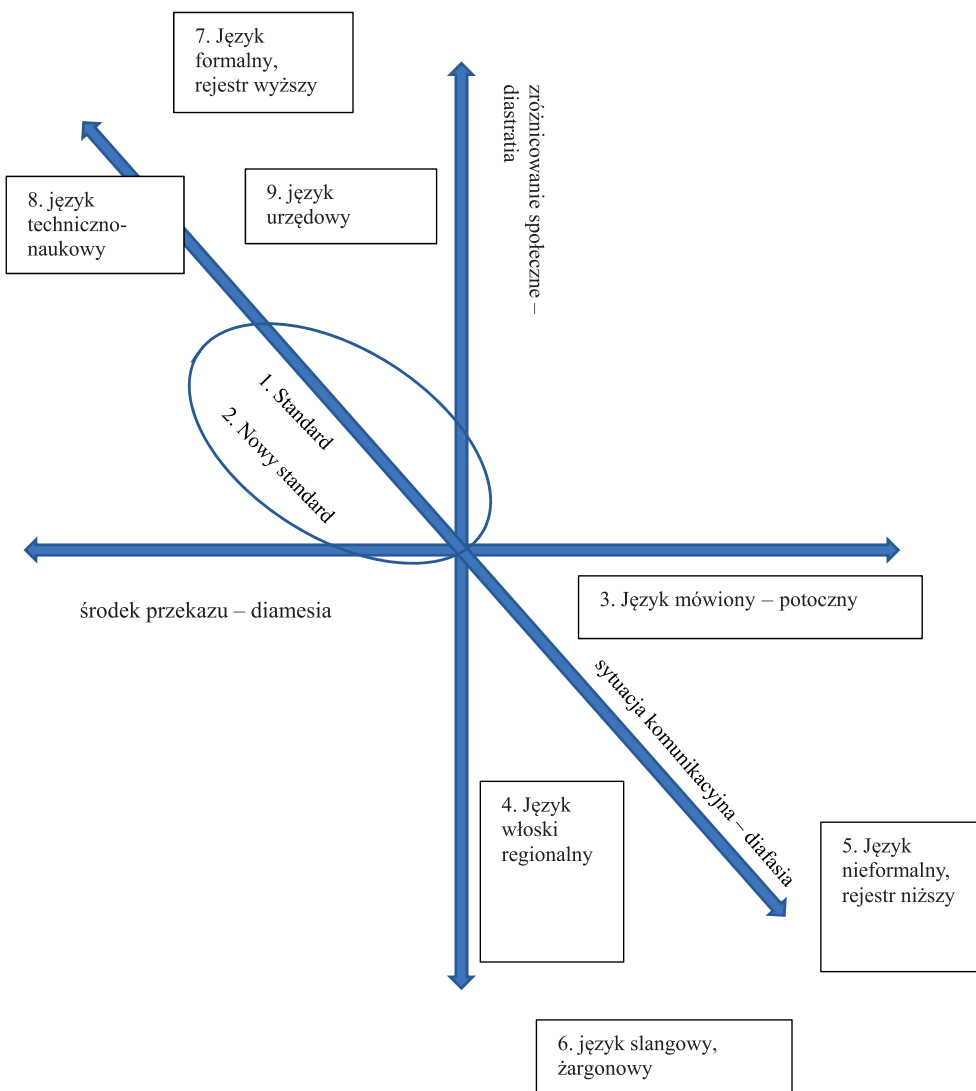 7. Język
formalny,
rejestr wyższy
zróżnicowanie społeczne –
diastratia
8. język
techniczno-
naukowy
9. język
urzędowy
1. Standard
2. Nowy standard
środek przekazu – diamesia
3. Język mówiony – potoczny
sytuacja komunikacyjna – diafasia
4. Język
włoski
regionalny
5. Język
nieformalny,
rejestr niższy
6. język slangowy,
żargonowy